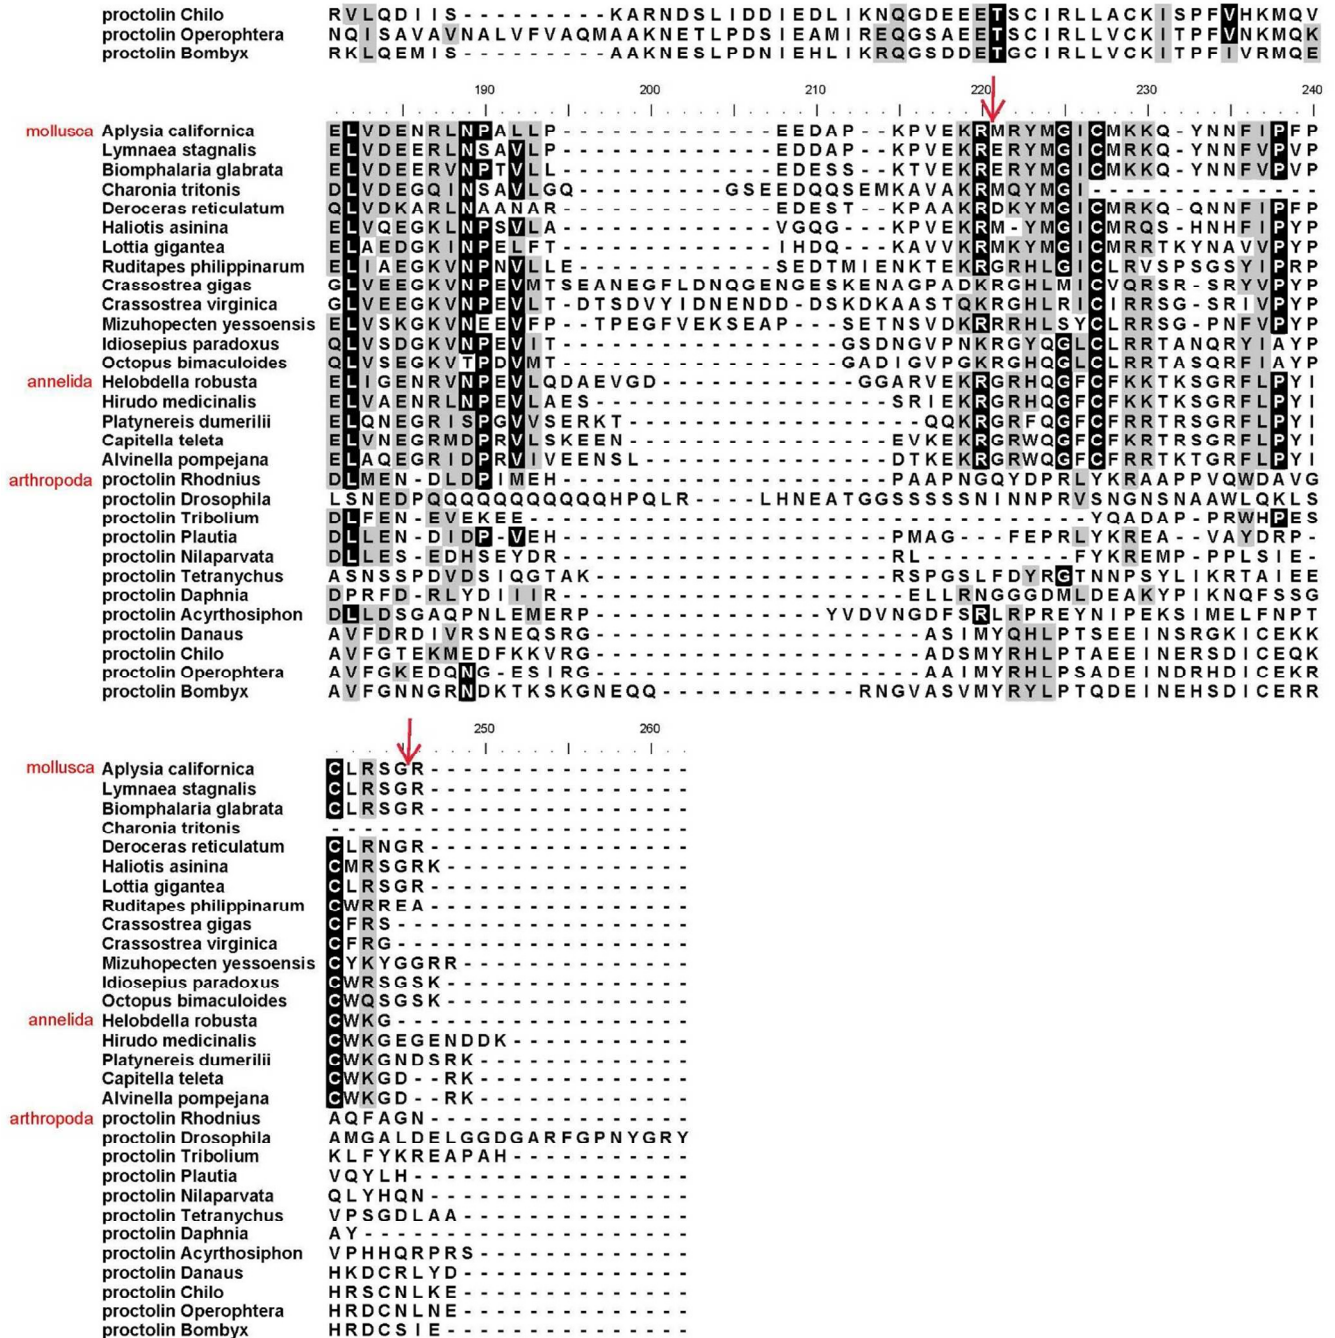 proctolin Chilo RVLQDIIS---------KARNDSLIDDIEDLIKNQGDEEETSCIRLLACKISPFVHKMQV
proctolin Operophtera NQISAVAVNALVFVAQMAAKNETLPDSIEAMIREQGSAEETSCIRLLVCKITPFVNKMQK
proctolin Bombyx RKLQEMIS---------AAKNESLPDNIEHLIKRQGSDDETGCIRLLVCKITPFIVRMQE
190 200 210 220 230 240
mollusca Aplysia californica ELVDENRLNPALLP-------------EEDAP--KPVEKRMRYMGICMKKQ-YNNFIPFP
Lymnaea stagnalis ELVDEERLNSAVLP-------------EDDAP--KPVEKRERYMGICMRKQ-YNNFVPVP
Biomphalaria glabrata ELVDEERVNPTVLL-------------EDESS--KTVEKRERYMGICMKKQ-YNNFVPVP
Charonia tritonis DLVDEGQINSAVLGQ---------GSEEDQQSEMKAVAKRMQYMGI--------------
Deroceras reticulatum QLVDKARLNAANAR-------------EDEST--KPAAKRDKYMGICMRKQ-QNNFIPFP
Haliotis asinina ELVQEGKLNPSVLA-------------VGQG---KPVEKRM-YMGICMRQS-HNHFIPYP
Lottia gigantea ELAEDGKINPELFT-------------IHDQ---KAVVKRMKYMGICMRRTKYNAVVPYP
Ruditapes philippinarum ELIAEGKVNPNVLLE------------SEDTMIENKTEKRGRHLGICLRVSPSGSYIPRP
Crassostrea gigas GLVEEGKVNPEVMTSEANEGFLDNQGENGESKENAGPADKRGHLMICVQRSR-SRYVPYP
Crassostrea virginica GLVEEGKVNPEVLT-DTSDVYIDNENDD-DSKDKAASTQKRGHLRICIRRSG-SRIVPYP
Mizuhopecten yessoensis ELVSKGKVNEEVFP--TPEGFVEKSEAP---SETNSVDKRRRHLSYCLRRSG-PNFVPYP
Idiosepius paradoxus QLVSDGKVNPEVIT-----------------GSDNGVPNKRGYQGLCLRRTANQRYIAYP
Octopus bimaculoides QLVSEGKVTPDVMT-----------------GADIGVPGKRGHQGLCLRRTASQRFIAYP
annelida Helobdella robusta ELIGENRVNPEVLQDAEVGD------------GGARVEKRGRHQGFCFKKTKSGRFLPYI
Hirudo medicinalis ELVAENRLNPEVLAES------------------SRIEKRGRHQGFCFKKTKSGRFLPYI
Platynereis dumerilii ELQNEGRISPGVVSERKT------------------QQKRGRFQGFCFRRTRSGRFLPYI
Capitella teleta ELVNEGRMDPRVLSKEEN----------------EVKEKRGRWQGFCFKRTRSGRFLPYI
Alvinella pompejana ELAQEGRIDPRVIVEENSL---------------DTKEKRGRWQGFCFRRTKTGRFLPYI
arthropoda proctolin Rhodnius DLMEN-DLDPIMEH--------------------PAAPNGQYDPRLYKRAAPPVQWDAVG
proctolin Drosophila LSNEDPQQQQQQQQQQQHPQLR----LHNEATGGSSSSSNINNPRVSNGNSNAAWLQKLS
proctolin Tribolium DLFEN-EVEKEE----------------------------------YQADAP-PRWHPES
proctolin Plautia DLLEN-DIDP-VEH--------------------PMAG---FEPRLYKREA--VAYDRP-
proctolin Nilaparvata DLLES-EDHSEYDR--------------------RL---------FYKREMP-PPLSIE-
proctolin Tetranychus ASNSSPDVDSIQGTAK------------------RSPGSLFDYRGTNNPSYLIKRTAIEE
proctolin Daphnia DPRFD-RLYDIIIR---------------------ELLRNGGGDMLDEAKYPIKNQFSSG
proctolin Acyrthosiphon DLLDSGAQPNLEMERP--------------YVDVNGDFSRLRPREYNIPEKSIMELFNPT
proctolin Danaus AVFDRDIVRSNEQSRG--------------------ASIMYQHLPTSEEINSRGKICEKK
proctolin Chilo AVFGTEKMEDFKKVRG--------------------ADSMYRHLPTAEEINERSDICEQK
proctolin Operophtera AVFGKEDQNG-ESIRG--------------------AAIMYRHLPSADEINDRHDICEKR
proctolin Bombyx AVFGNNGRNDKTKSKGNEQQ------------RNGVASVMYRYLPTQDEINEHSDICERR
250 260
mollusca Aplysia californica CLRSGR----------------
Lymnaea stagnalis CLRSGR----------------
Biomphalaria glabrata CLRSGR----------------
Charonia tritonis ----------------------
Deroceras reticulatum CLRNGR----------------
Haliotis asinina CMRSGRK---------------
Lottia gigantea CLRSGR----------------
Ruditapes philippinarum CWRREA----------------
Crassostrea gigas CFRS------------------
Crassostrea virginica CFRG------------------
Mizuhopecten yessoensis CYKYGGRR--------------
Idiosepius paradoxus CWRSGSK---------------
Octopus bimaculoides CWQSGSK---------------
annelida Helobdella robusta CWKG------------------
Hirudo medicinalis CWKGEGENDDK-----------
Platynereis dumerilii CWKGNDSRK-------------
Capitella teleta CWKGD--RK-------------
Alvinella pompejana CWKGD--RK-------------
arthropoda proctolin Rhodnius AQFAGN----------------
proctolin Drosophila AMGALDELGGDGARFGPNYGRY
proctolin Tribolium KLFYKREAPAH-----------
proctolin Plautia VQYLH-----------------
proctolin Nilaparvata QLYHQN----------------
proctolin Tetranychus VPSGDLAA--------------
proctolin Daphnia AY--------------------
proctolin Acyrthosiphon VPHHQRPRS-------------
proctolin Danaus HKDCRLYD--------------
proctolin Chilo HRSCNLKE--------------
proctolin Operophtera HRDCNLNE--------------
proctolin Bombyx HRDCSIE---------------